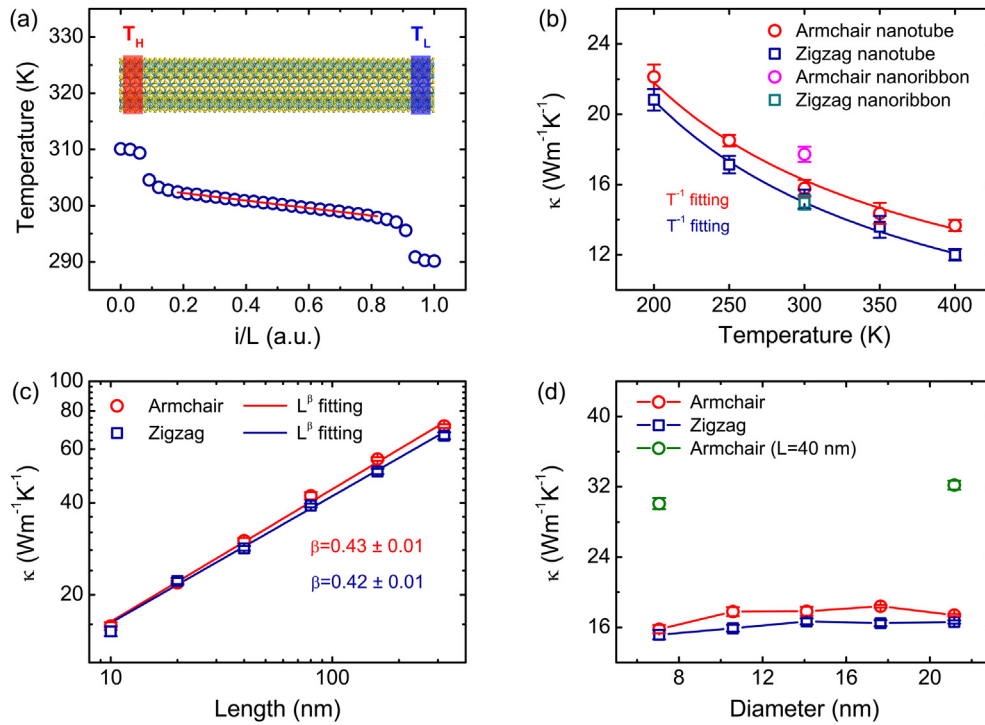 (a)
T_H
T_L
Temperature (K)
330
320
310
300
290
0.0 0.2 0.4 0.6 0.8 1.0
i/L (a.u.)
(b)
Armchair nanotube
Zigzag nanotube
Armchair nanoribbon
Zigzag nanoribbon
κ (Wm⁻¹K⁻¹)
24
20
16
12
T⁻¹ fitting
T⁻¹ fitting
200 250 300 350 400
Temperature (K)
(c)
Armchair L^β fitting
Zigzag L^β fitting
κ (Wm⁻¹K⁻¹)
100
80
60
40
20
β=0.43 ± 0.01
β=0.42 ± 0.01
10 100
Length (nm)
(d)
Armchair
Zigzag
Armchair (L=40 nm)
κ (Wm⁻¹K⁻¹)
40
32
24
16
8 12 16 20
Diameter (nm)